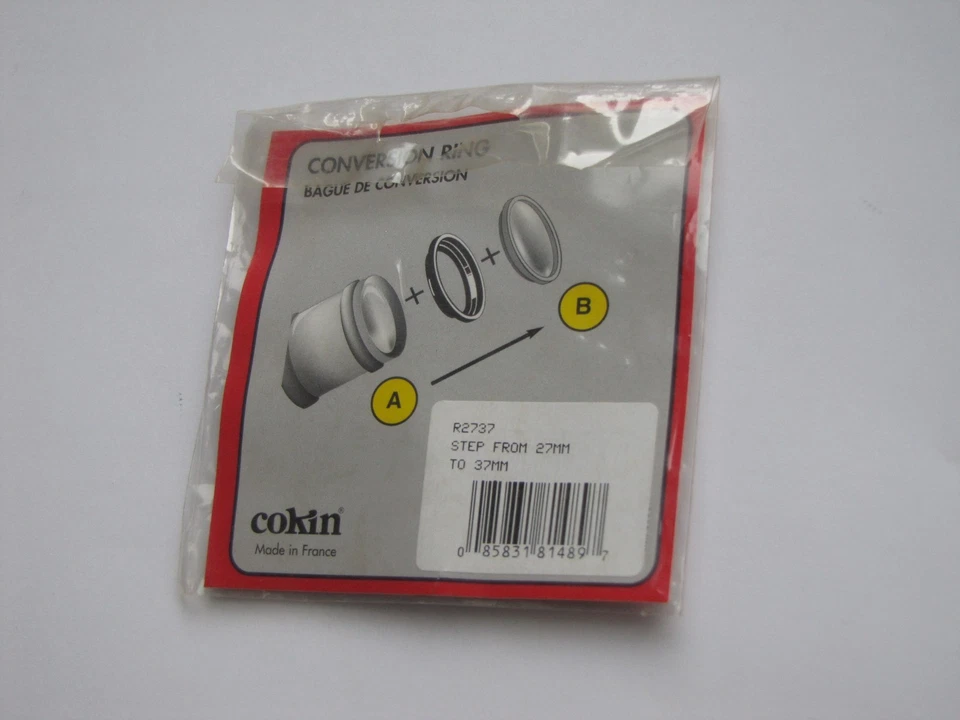 CONVERSION RING
BAGUE DE CONVERSION
+
+
B
A
R2737
STEP FROM 27MM
TO 37MM
0 85831 81489 7
cokin®
Made in France